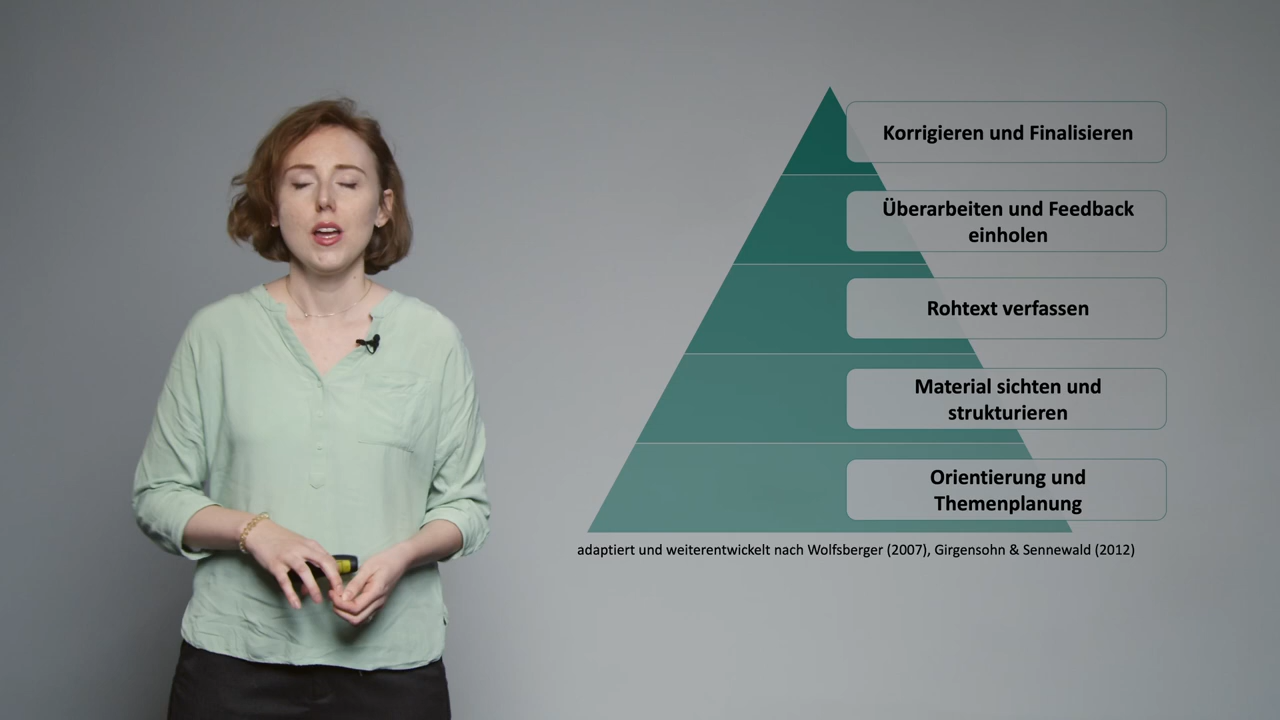 Korrigieren und Finalisieren
Überarbeiten und Feedback
einholen
Rohtext verfassen
Material sichten und
strukturieren
Orientierung und
Themenplanung
adaptiert und weiterentwickelt nach Wolfsberger (2007), Girgensohn & Sennewald (2012)